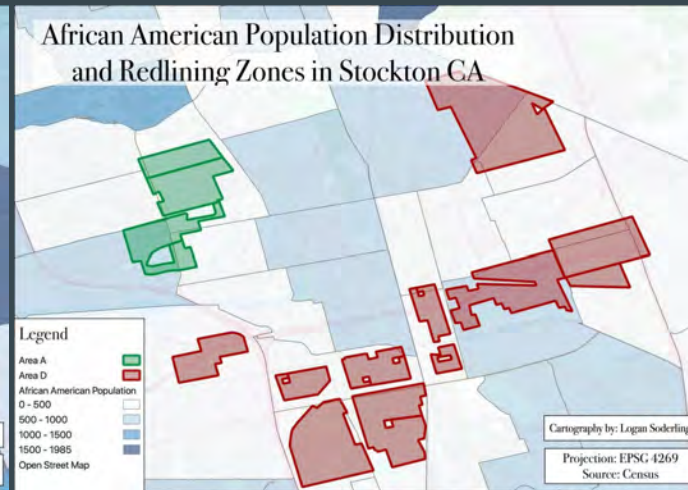 African American Population Distribution
and Redlining Zones in Stockton CA
Legend
Area A
Area D
African American Population
0 - 500
500 - 1000
1000 - 1500
1500 - 1985
Open Street Map
Cartography by: Logan Soderling
Projection: EPSG 4269
Source: Census